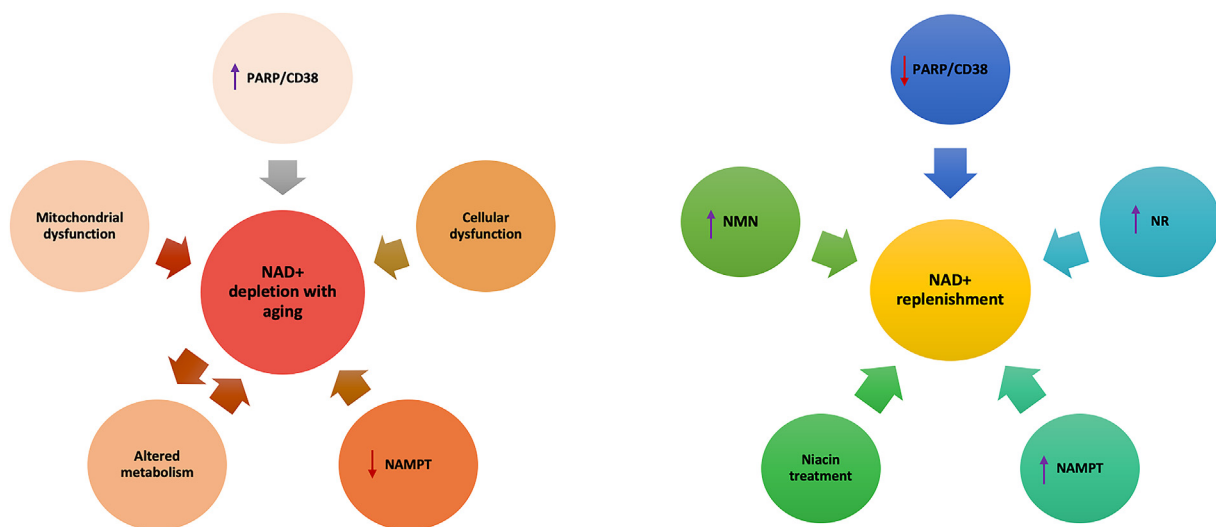 ↑ PARP/CD38
Mitochondrial
dysfunction
Cellular
dysfunction
NAD+
depletion with
aging
Altered
metabolism
↓ NAMPT
↓ PARP/CD38
↑ NMN
↑ NR
NAD+
replenishment
Niacin
treatment
↑ NAMPT